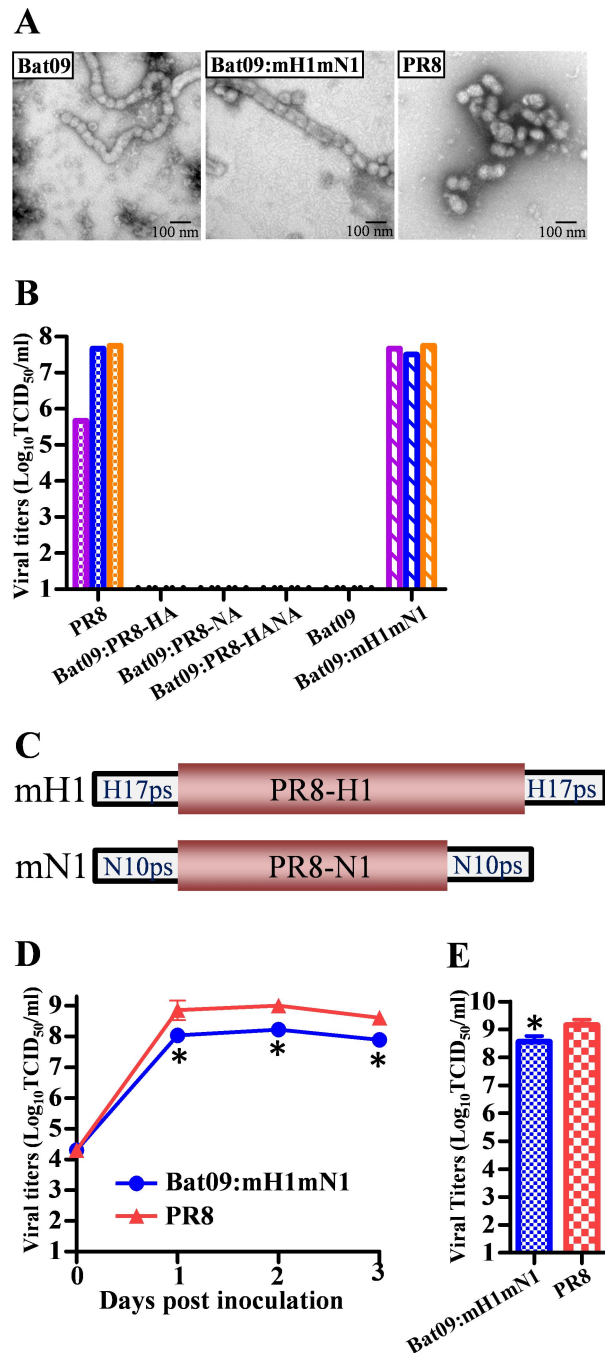 A
Bat09
Bat09:mH1mN1
PR8
100 nm
100 nm
100 nm
B
Viral titers (Log10TCID50/ml)
8
7
6
5
4
3
2
1
PR8
Bat09:PR8-HA
Bat09:PR8-NA
Bat09:PR8-HANA
Bat09
Bat09:mH1mN1
C
mH1 H17ps PR8-H1 H17ps
mN1 N10ps PR8-N1 N10ps
D
Viral titers (Log10TCID50/ml)
9
8
5
4
3
2
1
* * *
Bat09:mH1mN1
PR8
0 1 2 3
Days post inoculation
E
Viral Titers (Log10TCID50/ml)
10
9
8
7
6
5
4
3
2
1
*
Bat09:mH1mN1
PR8